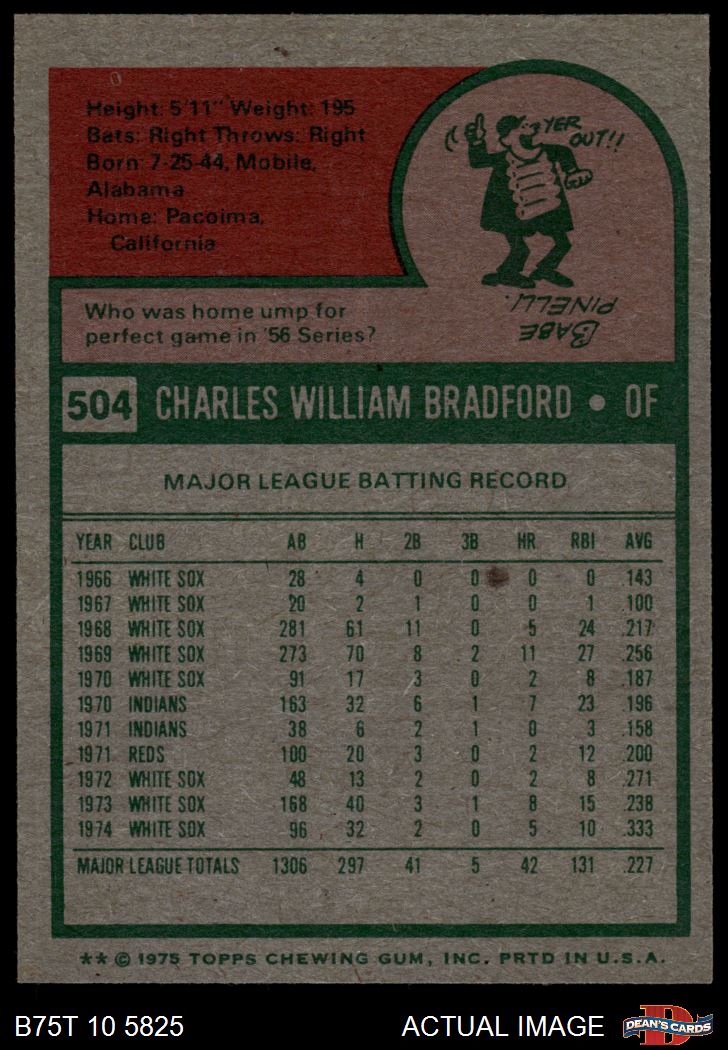 Height: 5'11" Weight: 195
Bats: Right Throws: Right
Born: 7-25-44, Mobile,
Alabama
Home: Pacoima,
California
YER
OUT!!
BABE
PINELLI.
Who was home ump for
perfect game in '56 Series?
504 CHARLES WILLIAM BRADFORD • OF
MAJOR LEAGUE BATTING RECORD
YEAR CLUB AB H 2B 3B HR RBI AVG
1966 WHITE SOX 28 4 0 0 0 0 .143
1967 WHITE SOX 20 2 1 0 0 1 .100
1968 WHITE SOX 281 61 11 0 5 24 .217
1969 WHITE SOX 273 70 8 2 11 27 .256
1970 WHITE SOX 91 17 3 0 2 8 .187
1970 INDIANS 163 32 6 1 7 23 .196
1971 INDIANS 38 6 2 1 0 3 .158
1971 REDS 100 20 3 0 2 12 .200
1972 WHITE SOX 48 13 2 0 2 8 .271
1973 WHITE SOX 168 40 3 1 8 15 .238
1974 WHITE SOX 96 32 2 0 5 10 .333
MAJOR LEAGUE TOTALS 1306 297 41 5 42 131 .227
** © 1975 TOPPS CHEWING GUM, INC. PRTD IN U.S.A.
B75T 10 5825 ACTUAL IMAGE
D
DEAN'S CARDS